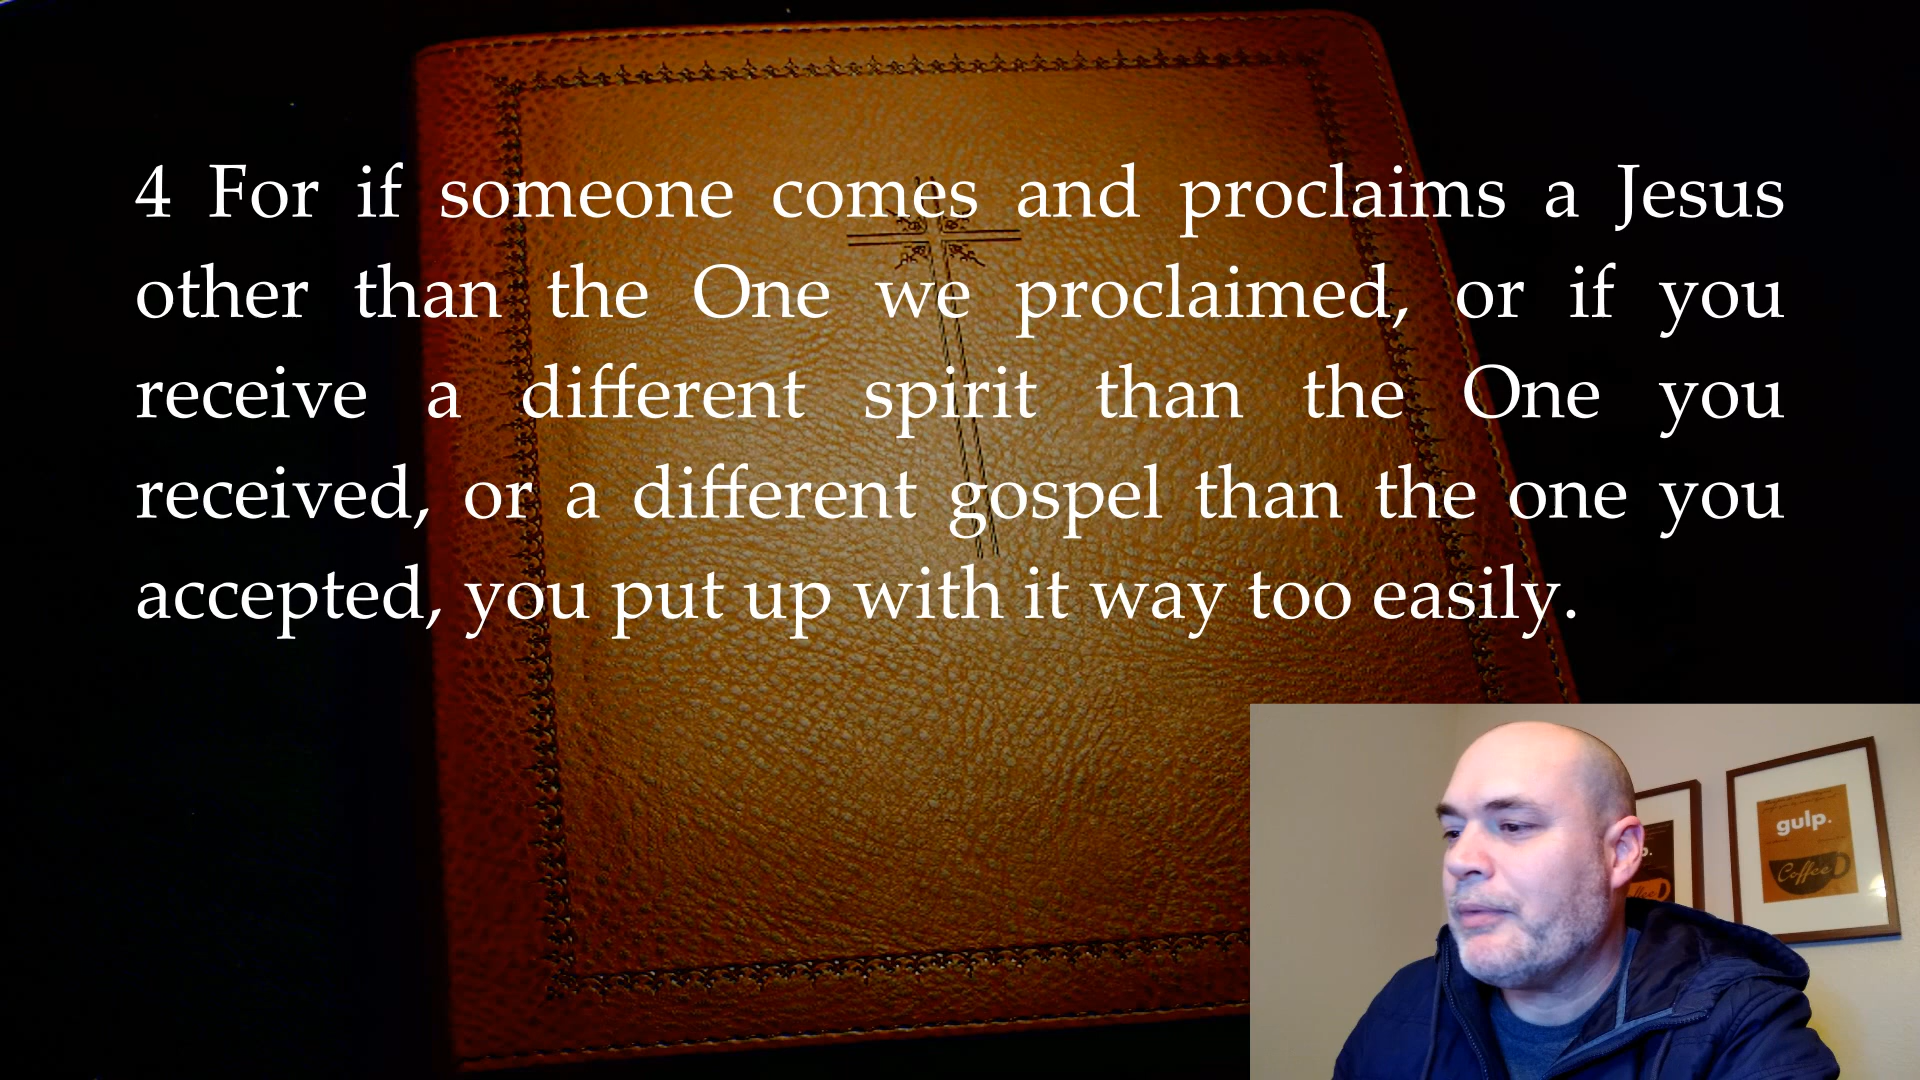 4 For if someone comes and proclaims a Jesus
other than the One we proclaimed, or if you
receive a different spirit than the One you
received, or a different gospel than the one you
accepted, you put up with it way too easily.
gulp.
Coffee